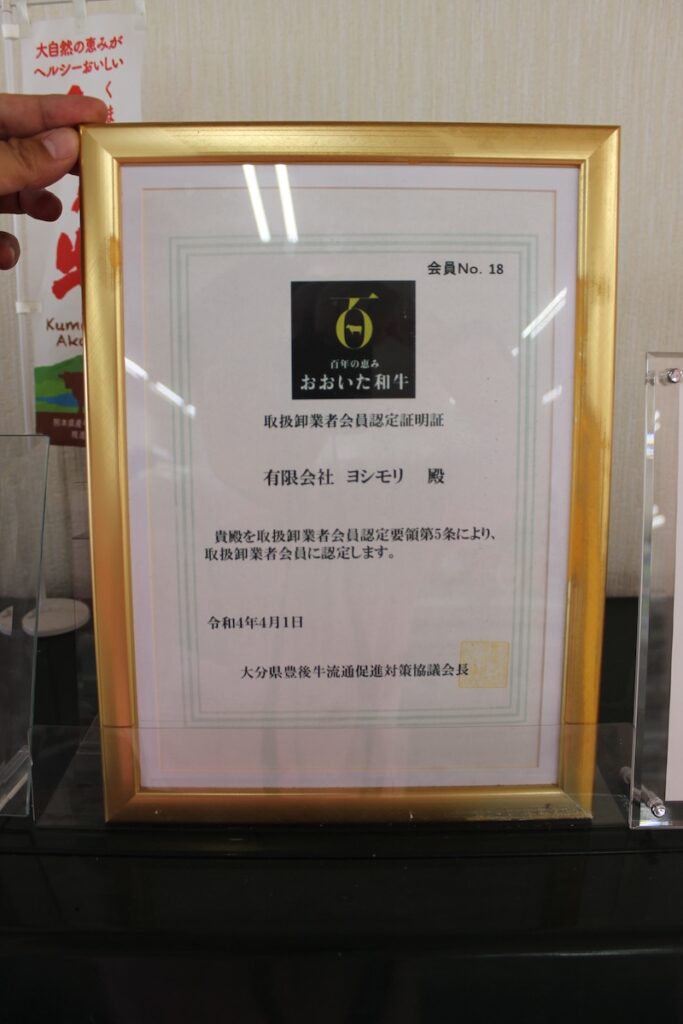 大自然の恵みが
ヘルシーおいしい
Kum
Aka
会員No. 18
百年の恵み
おおいた和牛
取扱卸業者会員認定証明証
有限会社 ヨシモリ 殿
貴殿を取扱卸業者会員認定要領第5条により、
取扱卸業者会員に認定します。
令和4年4月1日
大分県豊後牛流通促進対策協議会長